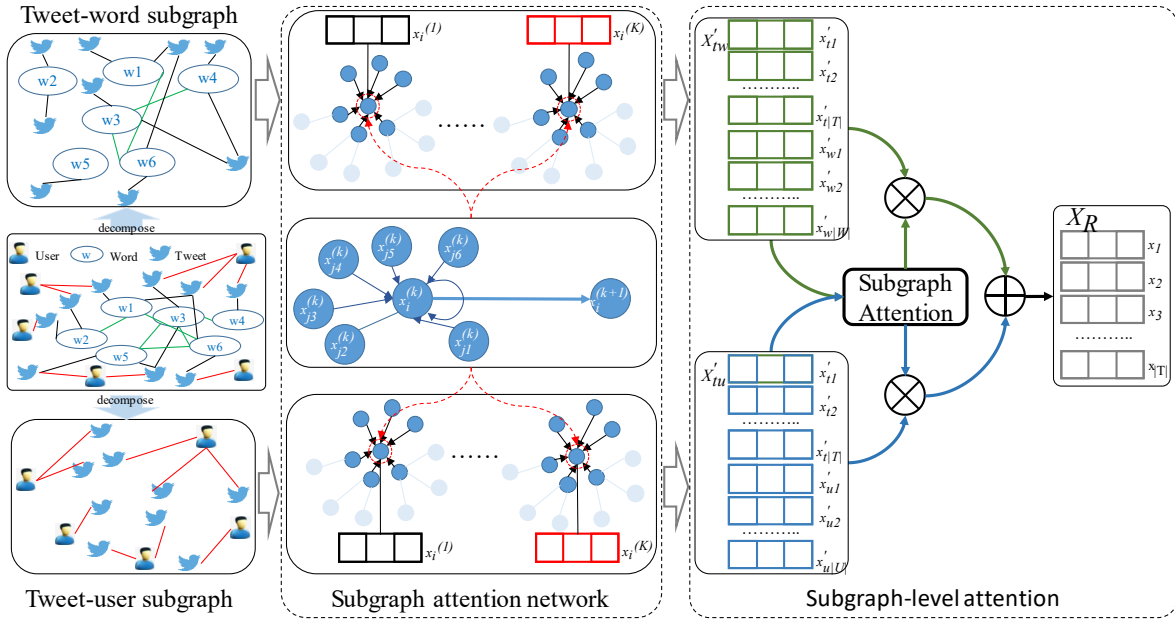 Tweet-word subgraph
w1
w2
w4
w3
w5
w6
decompose
User
w
Word
Tweet
w1
w3
w4
w2
w6
w5
decompose
Tweet-user subgraph
x_i^(1)
x_i^(K)
......
x_j5^(k)
x_j6^(k)
x_j4^(k)
x_i^(k)
x_i^(k+1)
x_j3^(k)
x_j2^(k)
x_j1^(k)
......
x_i^(1)
x_i^(K)
Subgraph attention network
X'_tw
x'_t1
x'_t2
...........
x'_t|T|
x'_w1
x'_w2
...........
x'_w|W|
Subgraph
Attention
X'_tu
x'_t1
x'_t2
...........
x'_t|T|
x'_u1
x'_u2
...........
x'_u|U|
X_R
x_1
x_2
x_3
...........
x_|T|
Subgraph-level attention